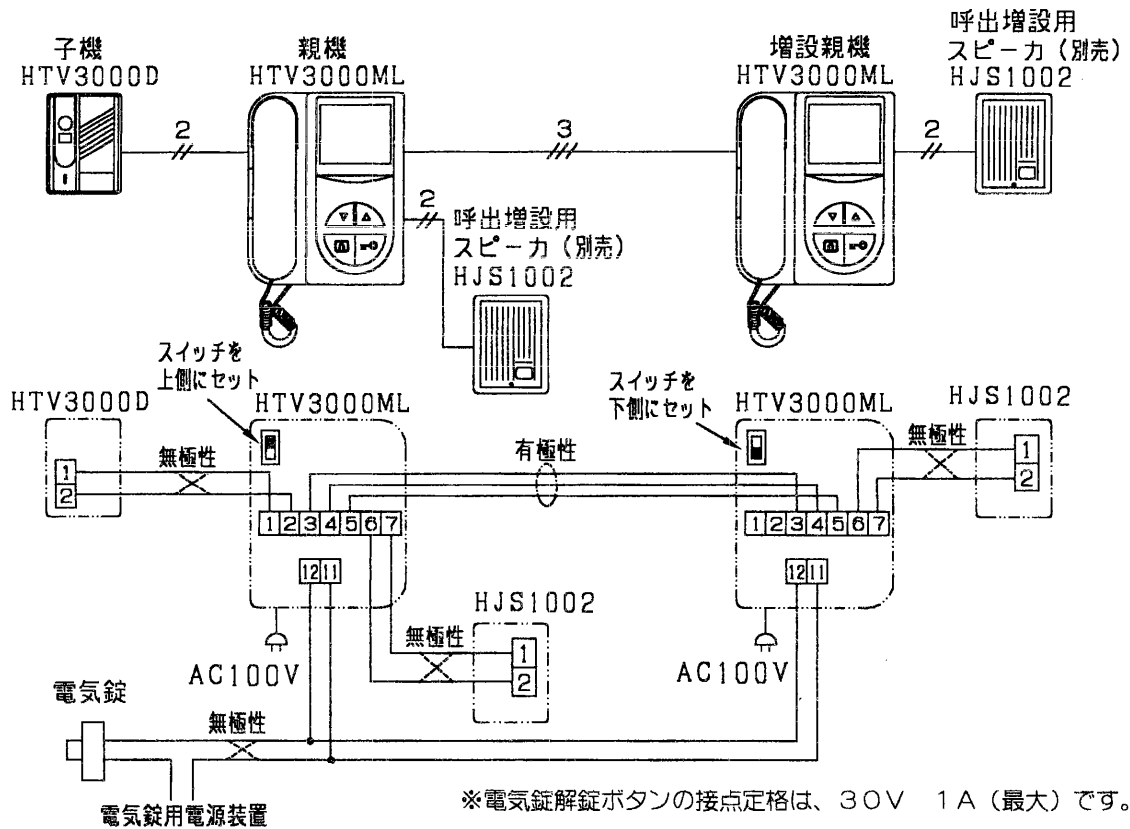 呼出増設用
スピーカ（別売）
HJS1002
子機
HTV3000D
親機
HTV3000ML
増設親機
HTV3000ML
2
3
2
2
呼出増設用
スピーカ（別売）
HJS1002
スイッチを
上側にセット
スイッチを
下側にセット
HTV3000D
HTV3000ML
HTV3000ML
HJS1002
無極性
有極性
無極性
1
2
1 2 3 4 5 6 7
12 11
1 2 3 4 5 6 7
12 11
1
2
HJS1002
無極性
1
2
AC100V
AC100V
電気錠
無極性
電気錠用電源装置
※電気錠解錠ボタンの接点定格は、30V 1A（最大）です。